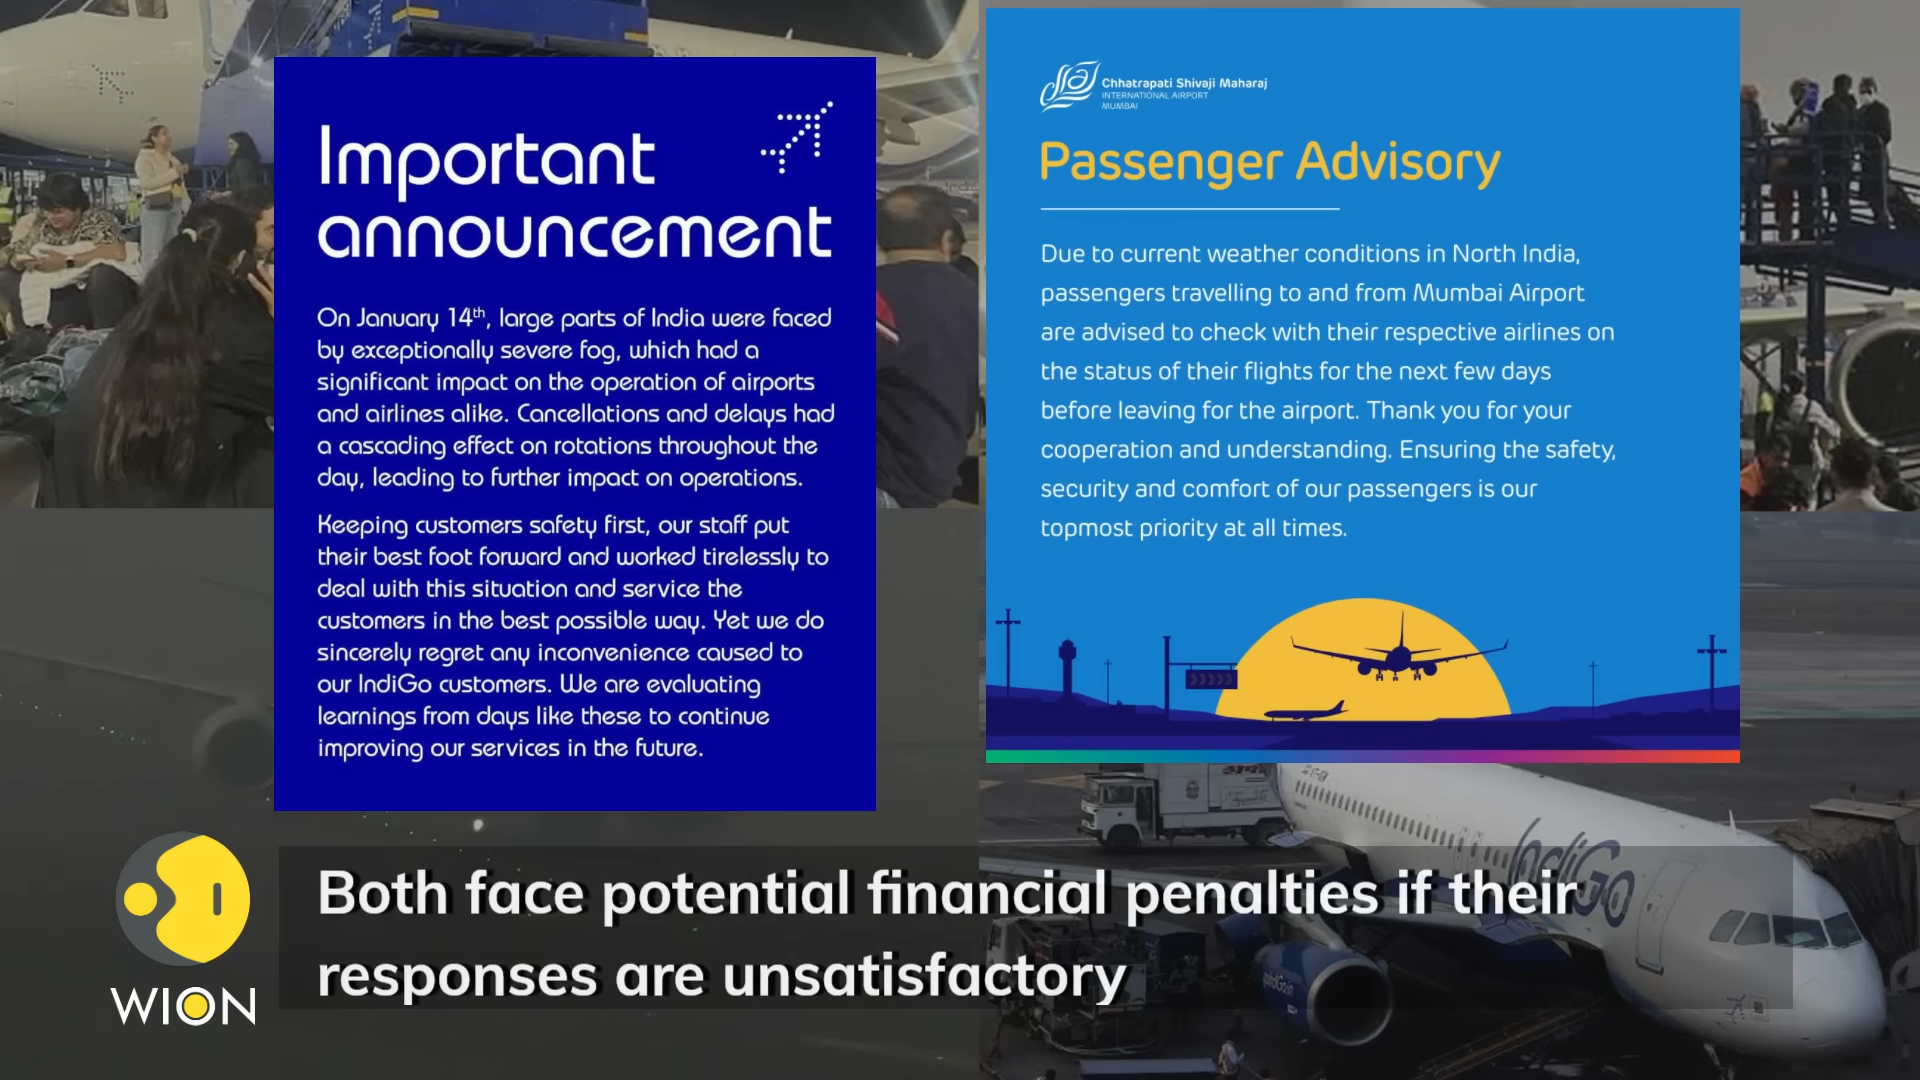 Important
announcement
On January 14th, large parts of India were faced
by exceptionally severe fog, which had a
significant impact on the operation of airports
and airlines alike. Cancellations and delays had
a cascading effect on rotations throughout the
day, leading to further impact on operations.
Keeping customers safety first, our staff put
their best foot forward and worked tirelessly to
deal with this situation and service the
customers in the best possible way. Yet we do
sincerely regret any inconvenience caused to
our IndiGo customers. We are evaluating
learnings from days like these to continue
improving our services in the future.
Chhatrapati Shivaji Maharaj
INTERNATIONAL AIRPORT
MUMBAI
Passenger Advisory
Due to current weather conditions in North India,
passengers travelling to and from Mumbai Airport
are advised to check with their respective airlines on
the status of their flights for the next few days
before leaving for the airport. Thank you for your
cooperation and understanding. Ensuring the safety,
security and comfort of our passengers is our
topmost priority at all times.
IndiGo
goIndiGo.in
Both face potential financial penalties if their
responses are unsatisfactory
WION